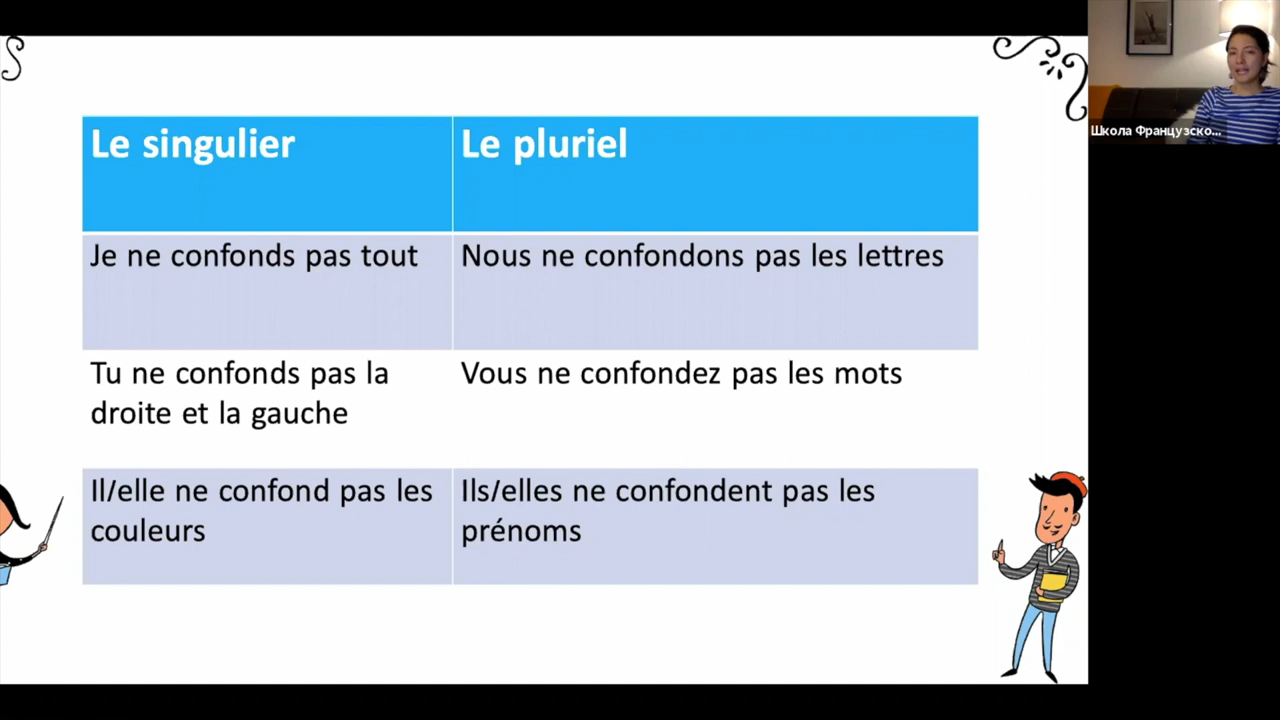 Le singulier
Le pluriel
Je ne confonds pas tout
Nous ne confondons pas les lettres
Tu ne confonds pas la
droite et la gauche
Vous ne confondez pas les mots
Il/elle ne confond pas les
couleurs
Ils/elles ne confondent pas les
prénoms
Школа Французско...